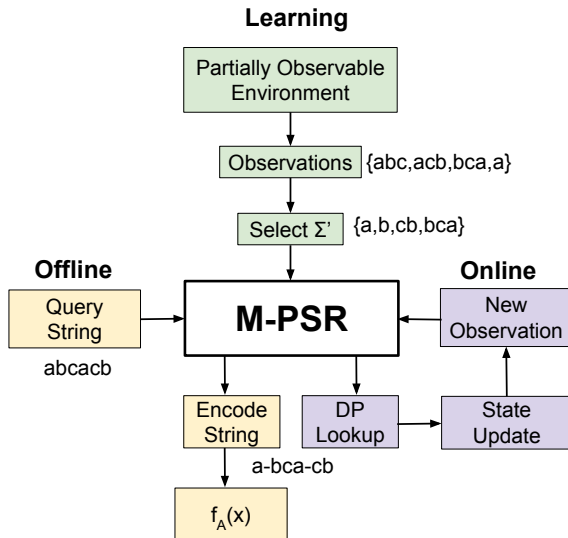 Learning
Partially Observable
Environment
Observations
{abc,acb,bca,a}
Select Σ’
{a,b,cb,bca}
Offline
Online
Query
String
M-PSR
New
Observation
abcacb
Encode
String
DP
Lookup
State
Update
a-bca-cb
f_A(x)